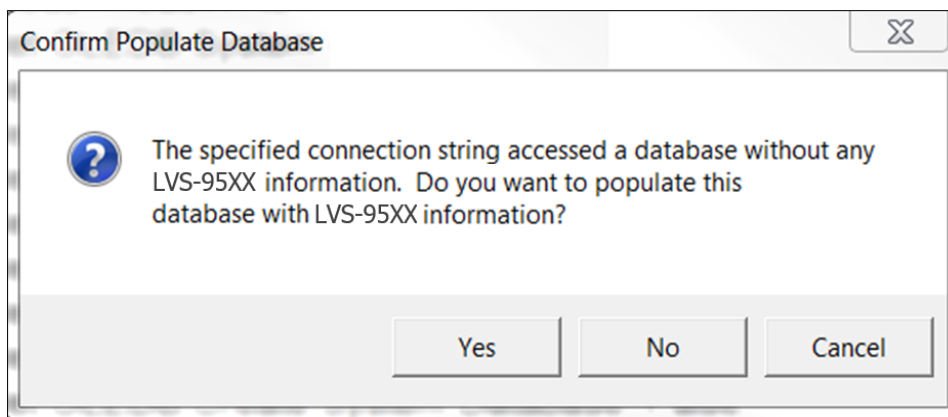 Confirm Populate Database
The specified connection string accessed a database without any
LVS-95XX information. Do you want to populate this
database with LVS-95XX information?
Yes
No
Cancel